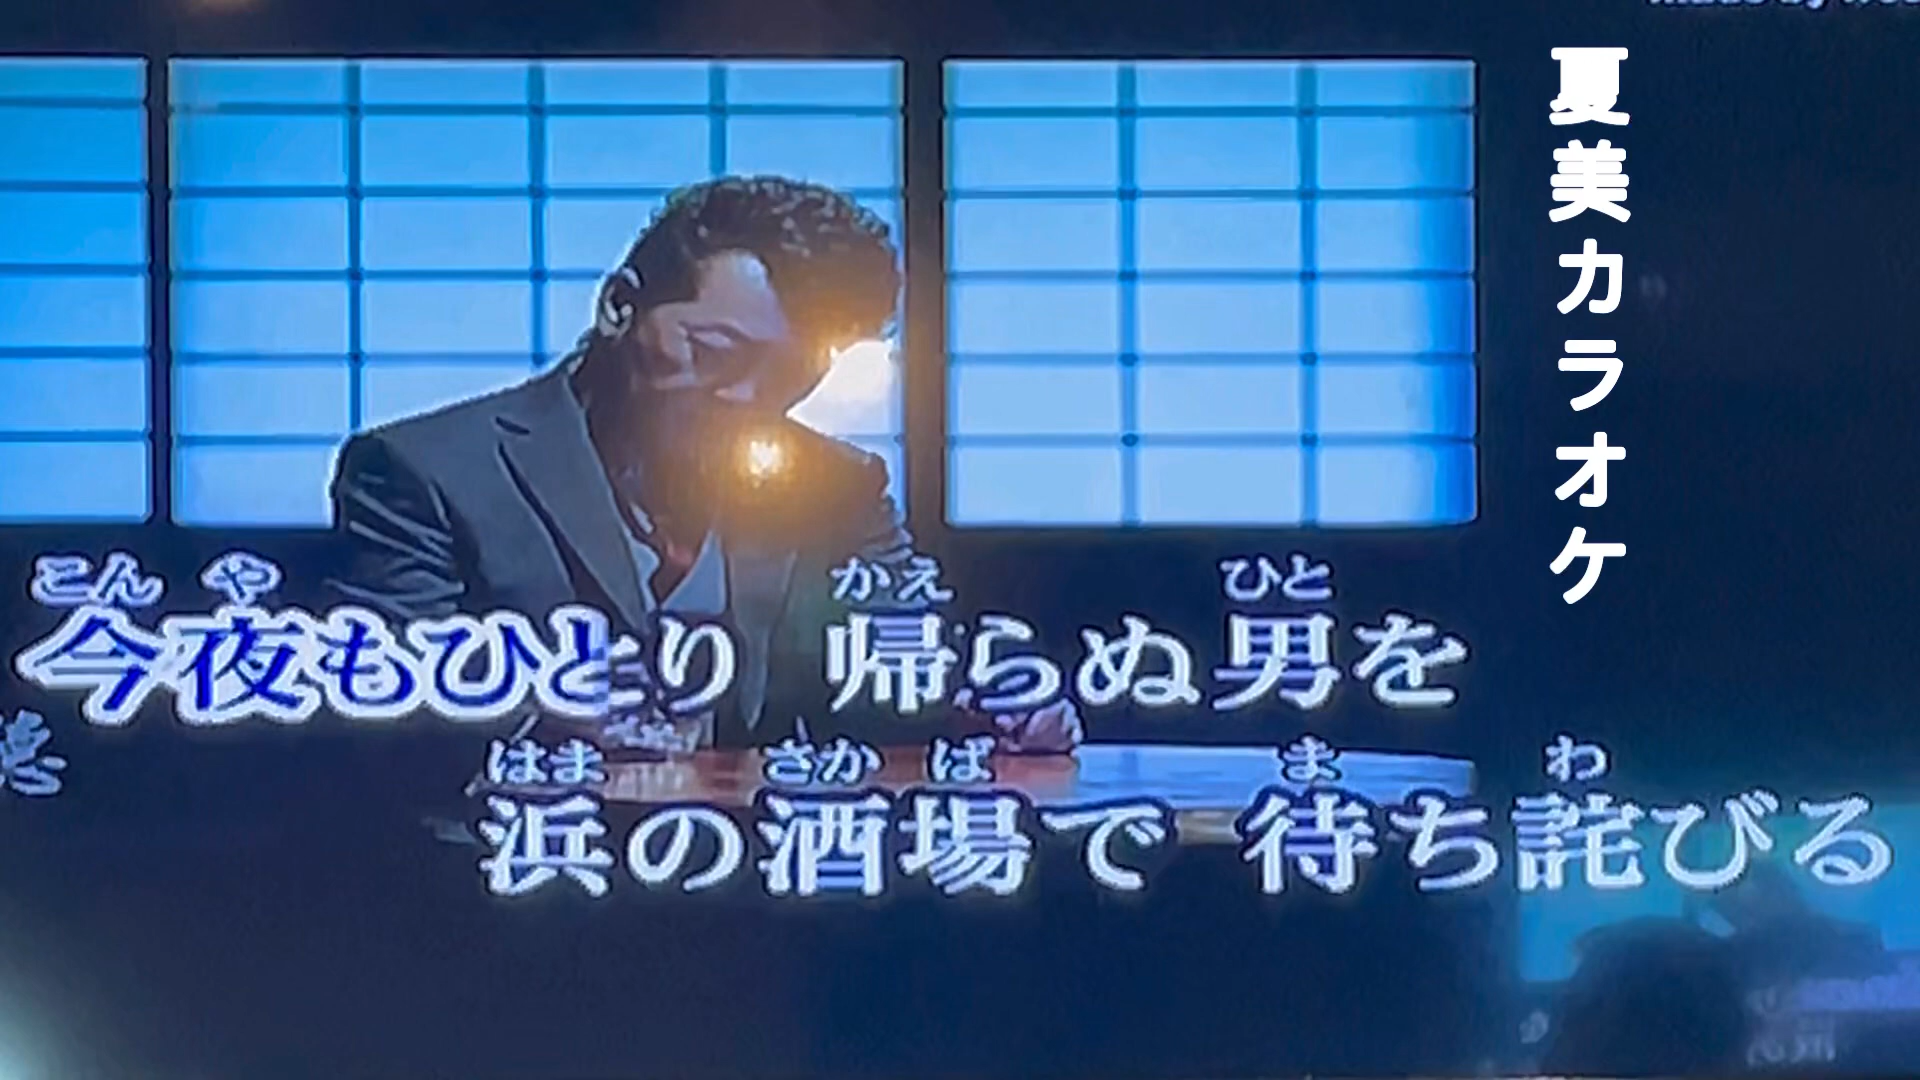 夏美カラオケ
こん や かえ ひと
今夜もひとり 帰らぬ男を
はま さか ば ま わ
浜の酒場で 待ち詫びる